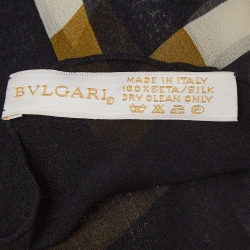 BVLGARI®
MADE IN ITALY
100% SETA/SILK
DRY CLEAN ONLY